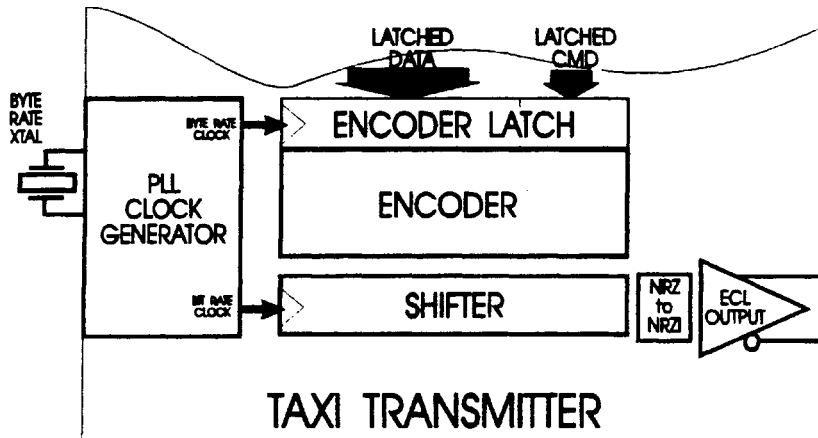 LATCHED
DATA
LATCHED
CMD
BYTE
RATE
XTAL
BYTE RATE
CLOCK
ENCODER LATCH
PLL
CLOCK
GENERATOR
ENCODER
BIT RATE
CLOCK
SHIFTER
NRZ
to
NRZI
ECL
OUTPUT
TAXI TRANSMITTER